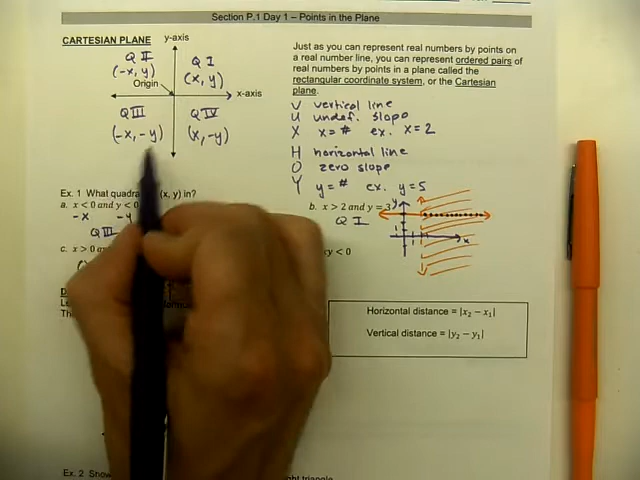 Section P.1 Day 1 – Points in the Plane
CARTESIAN PLANE
y-axis
Q II
(-x, y)
Q I
(x, y)
Origin
x-axis
Q III
(-x, -y)
Q IV
(x, -y)
Just as you can represent real numbers by points on
a real number line, you can represent ordered pairs of
real numbers by points in a plane called the
rectangular coordinate system, or the Cartesian
plane.
V vertical line
U undef. slope
X x=# ex. x=2
H horizontal line
O zero slope
Y y=# ex. y=5
Ex. 1 What (x, y) in?
a. x < 0 and y < 0
-x -y
Q III
b. x > 2 and y = 3
Q I
y
x
c. x > 0
y < 0
Horizontal distance = |x₂ − x₁|
Vertical distance = |y₂ − y₁|
Ex. 2 triangle